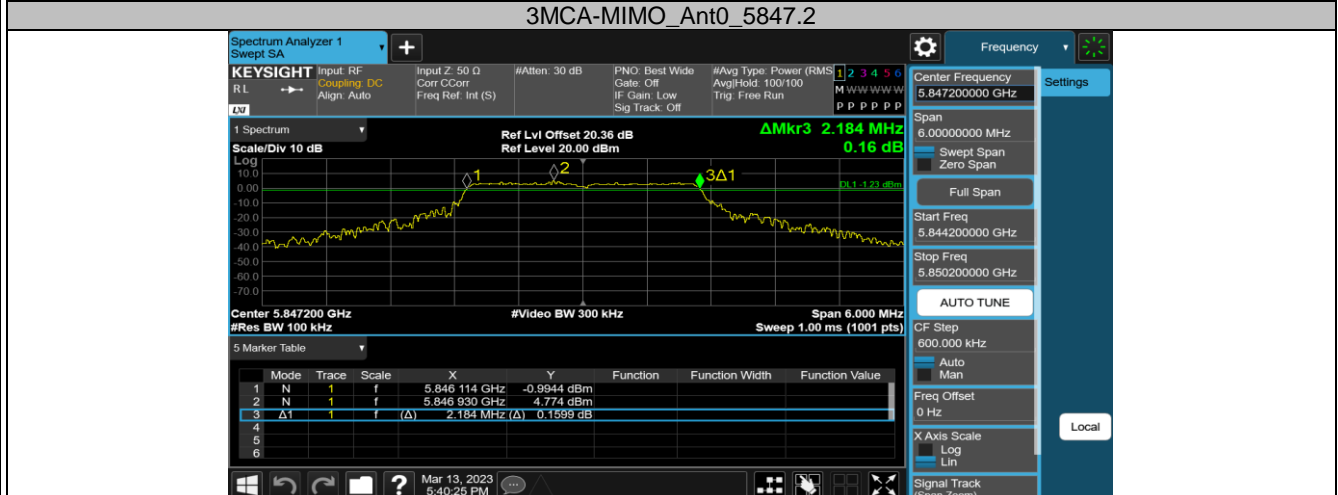 3MCA-MIMO_Ant0_5847.2
Spectrum Analyzer 1
Swept SA
+
Frequency
KEYSIGHT
RL
LXI
Input: RF
Coupling: DC
Align: Auto
Input Z: 50 Ω
Corr CCorr
Freq Ref: Int (S)
#Atten: 30 dB
PNO: Best Wide
Gate: Off
IF Gain: Low
Sig Track: Off
#Avg Type: Power (RMS
Avg|Hold: 100/100
Trig: Free Run
1 2 3 4 5 6
M W W W W W
P P P P P P
1 Spectrum
Scale/Div 10 dB
Ref Lvl Offset 20.36 dB
Ref Level 20.00 dBm
ΔMkr3 2.184 MHz
0.16 dB
Log
10.0
0.00
-10.0
-20.0
-30.0
-40.0
-50.0
-60.0
-70.0
1
2
3Δ1
DL1 -1.23 dBm
Center 5.847200 GHz
#Res BW 100 kHz
#Video BW 300 kHz
Span 6.000 MHz
Sweep 1.00 ms (1001 pts)
5 Marker Table
Mode Trace Scale X Y Function Function Width Function Value
1 N 1 f 5.846 114 GHz -0.9944 dBm
2 N 1 f 5.846 930 GHz 4.774 dBm
3 Δ1 1 f (Δ) 2.184 MHz (Δ) 0.1599 dB
4
5
6
?
Mar 13, 2023
5:40:25 PM
Center Frequency
5.847200000 GHz
Span
6.00000000 MHz
Swept Span
Zero Span
Full Span
Start Freq
5.844200000 GHz
Stop Freq
5.850200000 GHz
AUTO TUNE
CF Step
600.000 kHz
Auto
Man
Freq Offset
0 Hz
X Axis Scale
Log
Lin
Signal Track
(Span Zoom)
Settings
Local